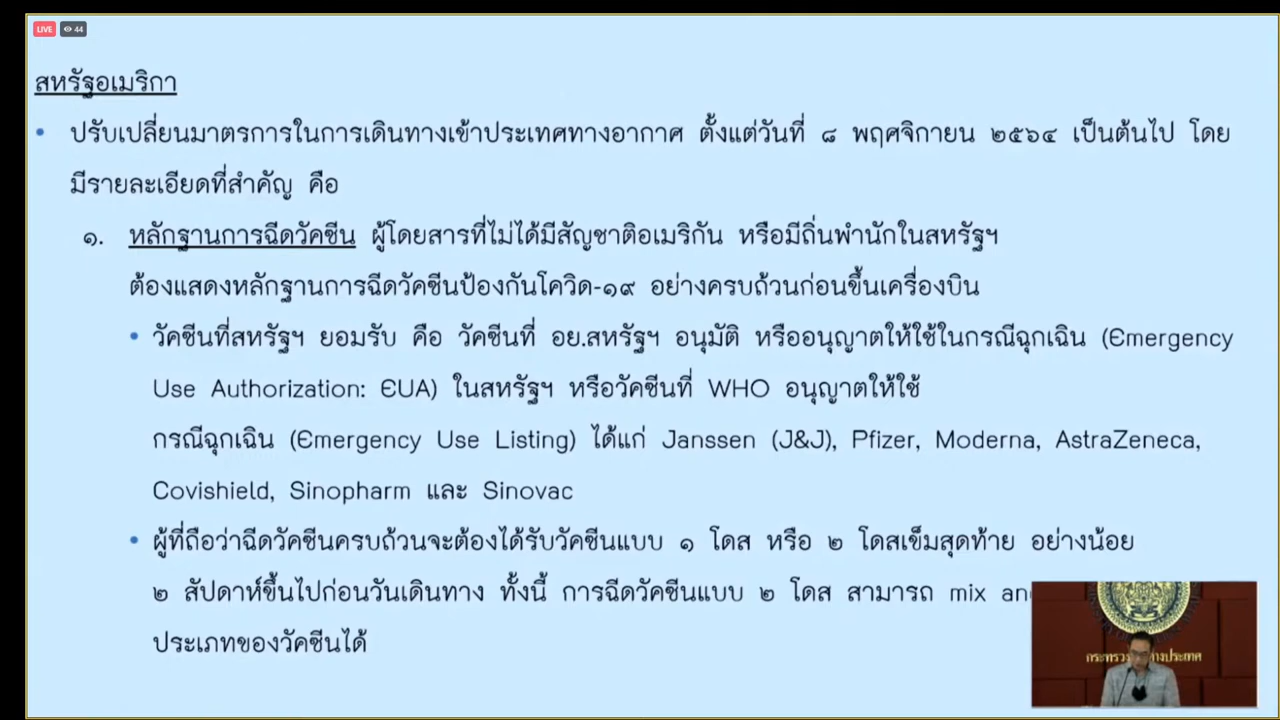 LIVE 44
สหรัฐอเมริกา
• ปรับเปลี่ยนมาตรการในการเดินทางเข้าประเทศทางอากาศ ตั้งแต่วันที่ ๘ พฤศจิกายน ๒๕๖๔ เป็นต้นไป โดย
มีรายละเอียดที่สำคัญ คือ
๑. หลักฐานการฉีดวัคซีน ผู้โดยสารที่ไม่ได้มีสัญชาติอเมริกัน หรือมีถิ่นพำนักในสหรัฐฯ
ต้องแสดงหลักฐานการฉีดวัคซีนป้องกันโควิด-๑๙ อย่างครบถ้วนก่อนขึ้นเครื่องบิน
• วัคซีนที่สหรัฐฯ ยอมรับ คือ วัคซีนที่ อย.สหรัฐฯ อนุมัติ หรืออนุญาตให้ใช้ในกรณีฉุกเฉิน (Emergency
Use Authorization: EUA) ในสหรัฐฯ หรือวัคซีนที่ WHO อนุญาตให้ใช้
กรณีฉุกเฉิน (Emergency Use Listing) ได้แก่ Janssen (J&J), Pfizer, Moderna, AstraZeneca,
Covishield, Sinopharm และ Sinovac
• ผู้ที่ถือว่าฉีดวัคซีนครบถ้วนจะต้องได้รับวัคซีนแบบ ๑ โดส หรือ ๒ โดสเข็มสุดท้าย อย่างน้อย
๒ สัปดาห์ขึ้นไปก่อนวันเดินทาง ทั้งนี้ การฉีดวัคซีนแบบ ๒ โดส สามารถ mix
ประเภทของวัคซีนได้